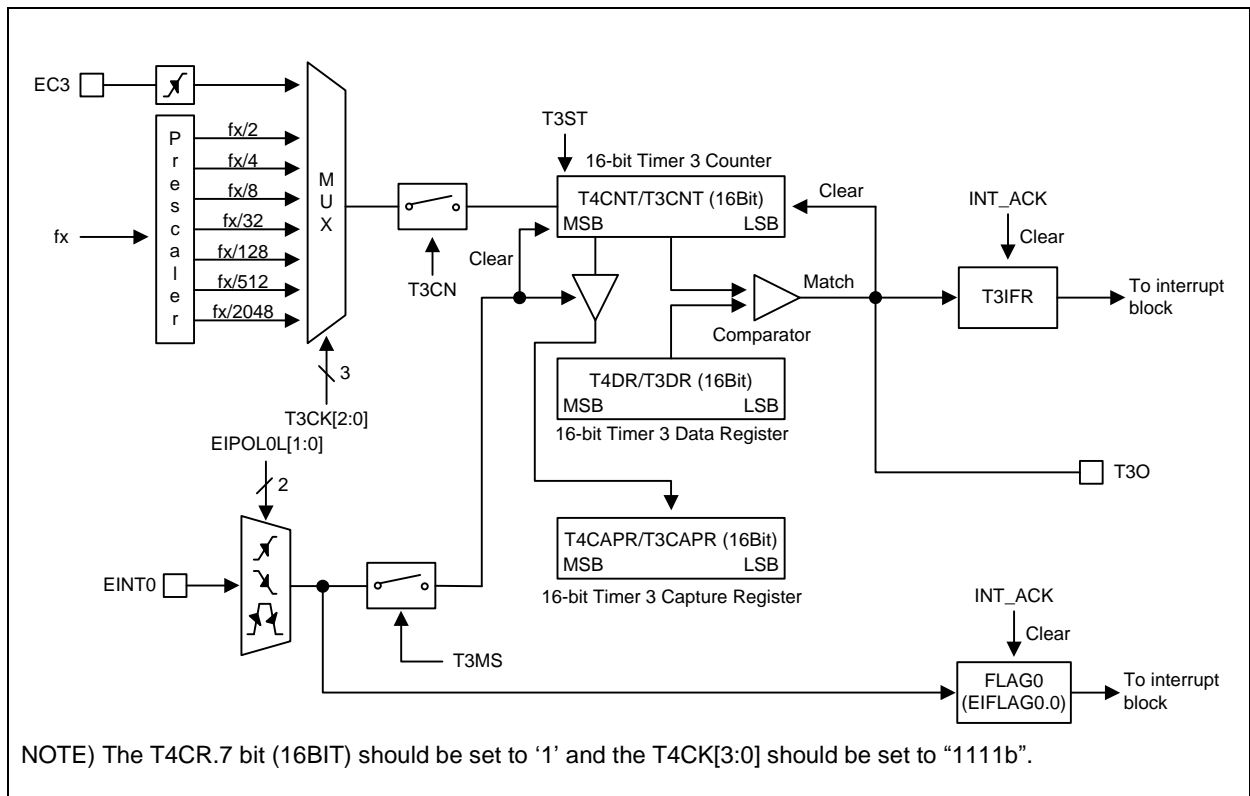 EC3
Prescaler
fx
fx/2
fx/4
fx/8
fx/32
fx/128
fx/512
fx/2048
MUX
3
T3CK[2:0]
T3CN
T3ST
16-bit Timer 3 Counter
T4CNT/T3CNT (16Bit)
MSB LSB
Clear
Clear
Match
Comparator
T4DR/T3DR (16Bit)
MSB LSB
16-bit Timer 3 Data Register
INT_ACK
Clear
T3IFR
To interrupt
block
T3O
EIPOL0L[1:0]
2
EINT0
T3MS
T4CAPR/T3CAPR (16Bit)
MSB LSB
16-bit Timer 3 Capture Register
INT_ACK
Clear
FLAG0
(EIFLAG0.0)
To interrupt
block
NOTE) The T4CR.7 bit (16BIT) should be set to ‘1’ and the T4CK[3:0] should be set to “1111b”.